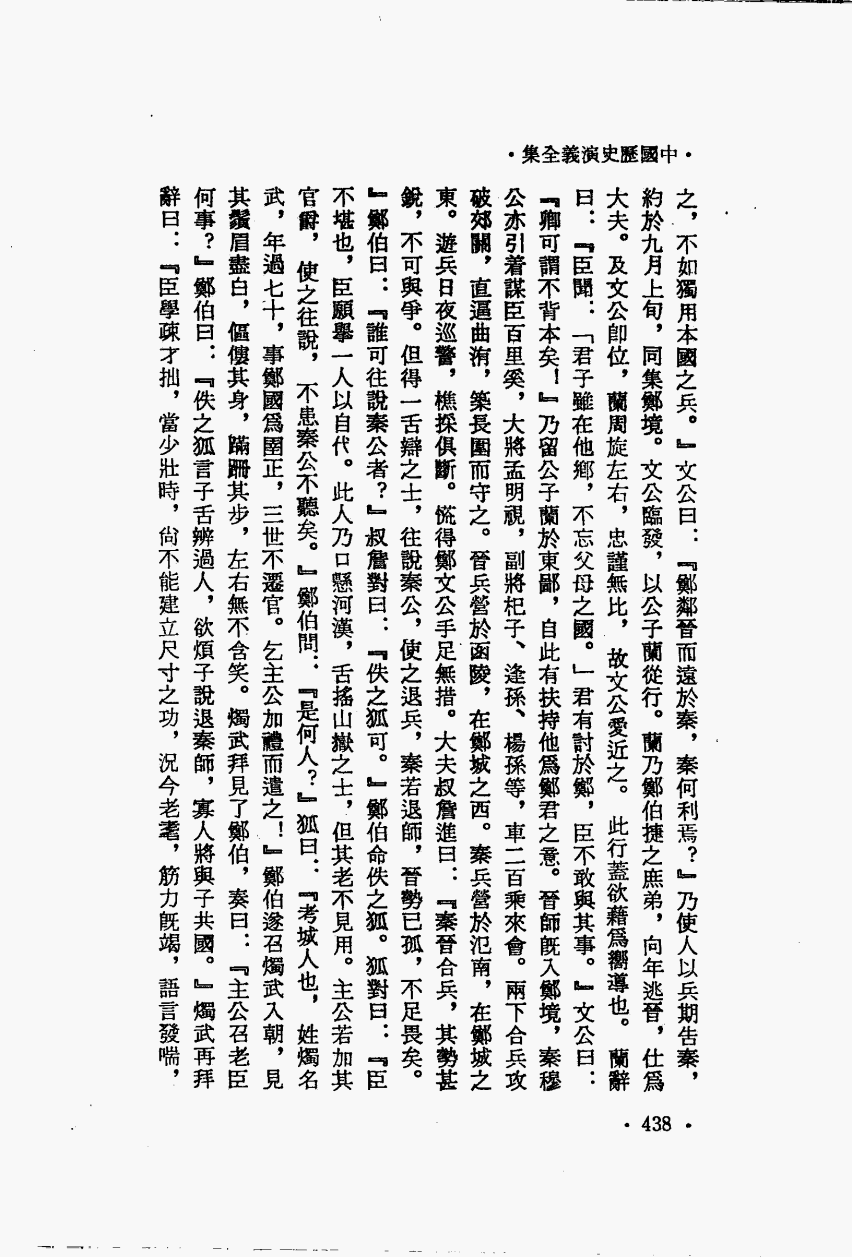 ·中國歷史演義全集·
之，不如獨用本國之兵。』文公曰：『鄭鄰晉而遠於秦，秦何利焉？』乃使人以兵期告秦，
約於九月上旬，同集鄭境。文公臨發，以公子蘭從行。蘭乃鄭伯捷之庶弟，向年逃晉，仕爲
大夫。及文公卽位，蘭周旋左右，忠謹無比，故文公愛近之。此行蓋欲藉爲嚮導也。蘭辭
曰：『臣聞：「君子雖在他鄉，不忘父母之國。」君有討於鄭，臣不敢與其事。』文公曰：
『卿可謂不背本矣！』乃留公子蘭於東鄙，自此有扶持他爲鄭君之意。晉師旣入鄭境，秦穆
公亦引着謀臣百里奚，大將孟明視，副將杞子、逢孫、楊孫等，車二百乘來會。兩下合兵攻
破郊關，直逼曲洧，築長圍而守之。晉兵營於函陵，在鄭城之西。秦兵營於氾南，在鄭城之
東。遊兵日夜巡警，樵採俱斷。慌得鄭文公手足無措。大夫叔詹進曰：『秦晉合兵，其勢甚
銳，不可與爭。但得一舌辯之士，往說秦公，使之退兵，秦若退師，晉勢已孤，不足畏矣。
』鄭伯曰：『誰可往說秦公者？』叔詹對曰：『佚之狐可。』鄭伯命佚之狐。狐對曰：『臣
不堪也，臣願舉一人以自代。此人乃口懸河漢，舌搖山嶽之士，但其老不見用。主公若加其
官爵，使之往說，不患秦公不聽矣。』鄭伯問：『是何人？』狐曰：『考城人也，姓燭名
武，年過七十，事鄭國爲圉正，三世不遷官。乞主公加禮而遣之！』鄭伯遂召燭武入朝，見
其鬚眉盡白，傴僂其身，蹣跚其步，左右無不含笑。燭武拜見了鄭伯，奏曰：『主公召老臣
何事？』鄭伯曰：『佚之狐言子舌辨過人，欲煩子說退秦師，寡人將與子共國。』燭武再拜
辭曰：『臣學疎才拙，當少壯時，尙不能建立尺寸之功，況今老耄，筋力旣竭，語言發喘，
·438·